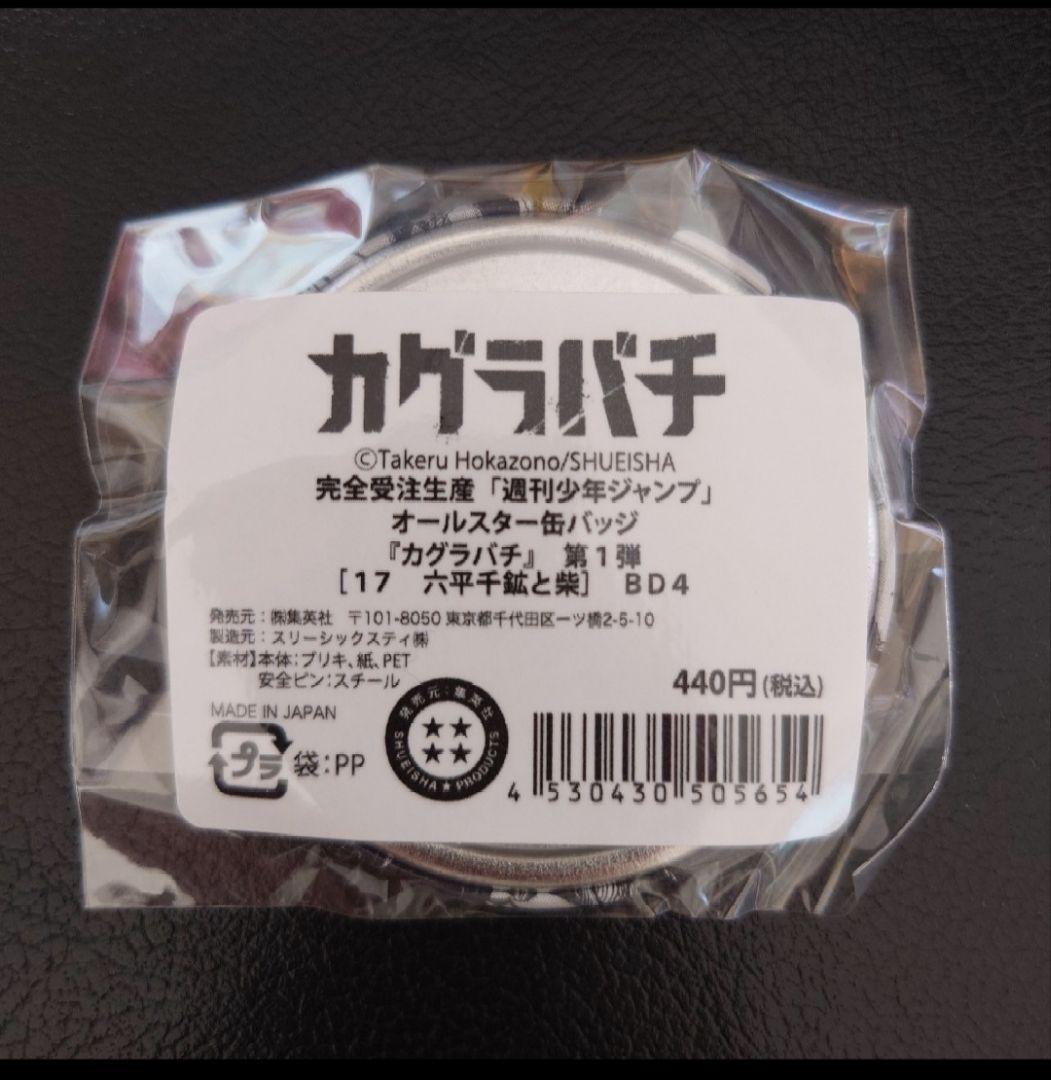 カグラバチ
©Takeru Hokazono/SHUEISHA
完全受注生産「週刊少年ジャンプ」
オールスター缶バッジ
『カグラバチ』 第1弾
[17 六平千鉱と柴] BD4
発売元:㈱集英社 〒101-8050 東京都千代田区一ツ橋2-5-10
製造元:スリーシックスティ㈱
【素材】本体:ブリキ、紙、PET
安全ピン:スチール
440円(税込)
MADE IN JAPAN
プラ 袋:PP
発売元:集英社
SHUEISHA★PRODUCTS
4 530430 505654